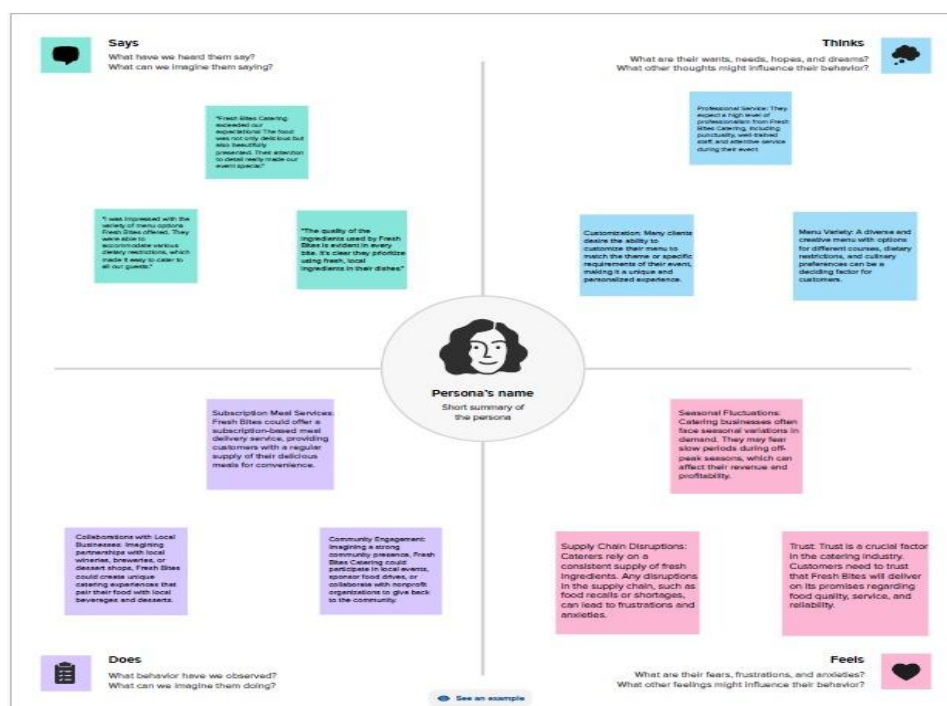 Says
What have we heard them say?
What can we imagine them saying?
Thinks
What are their wants, needs, hopes, and dreams?
What other thoughts might influence their behavior?
"Fresh Bites Catering
exceeded our
expectations! The food
was not only delicious but
also beautifully
presented. Their attention
to detail really made our
event special."
"I was impressed with the
variety of menu options
Fresh Bites offered. They
were able to
accommodate various
dietary restrictions, which
made it easy to cater to
all our guests."
"The quality of the
ingredients used by Fresh
Bites is evident in every
bite. It's clear they prioritize
using fresh, local
ingredients in their dishes."
Professional Service: They
expect a high level of
professionalism from Fresh
Bites Catering, including
punctuality, well-trained
staff, and attentive service
during their event.
Customization: Many clients
desire the ability to
customize their menu to
match the theme or specific
requirements of their event,
making it a unique and
personalized experience.
Menu Variety: A diverse and
creative menu with options
for different courses, dietary
restrictions, and culinary
preferences can be a
deciding factor for
customers.
Persona's name
Short summary of
the persona
Subscription Meal Services:
Fresh Bites could offer a
subscription-based meal
delivery service, providing
customers with a regular
supply of their delicious
meals for convenience.
Collaborations with Local
Businesses: Imagining
partnerships with local
wineries, breweries, or
dessert shops, Fresh Bites
could create unique
catering experiences that
pair their food with local
beverages and desserts.
Community Engagement:
Imagining a strong
community presence, Fresh
Bites Catering could
participate in local events,
sponsor food drives, or
collaborate with nonprofit
organizations to give back
to the community.
Seasonal Fluctuations:
Catering businesses often
face seasonal variations in
demand. They may fear
slow periods during off-
peak seasons, which can
affect their revenue and
profitability.
Supply Chain Disruptions:
Caterers rely on a
consistent supply of fresh
ingredients. Any disruptions
in the supply chain, such as
food recalls or shortages,
can lead to frustrations and
anxieties.
Trust: Trust is a crucial factor
in the catering industry.
Customers need to trust
that Fresh Bites will deliver
on its promises regarding
food quality, service, and
reliability.
Does
What behavior have we observed?
What can we imagine them doing?
Feels
What are their fears, frustrations, and anxieties?
What other feelings might influence their behavior?
See an example